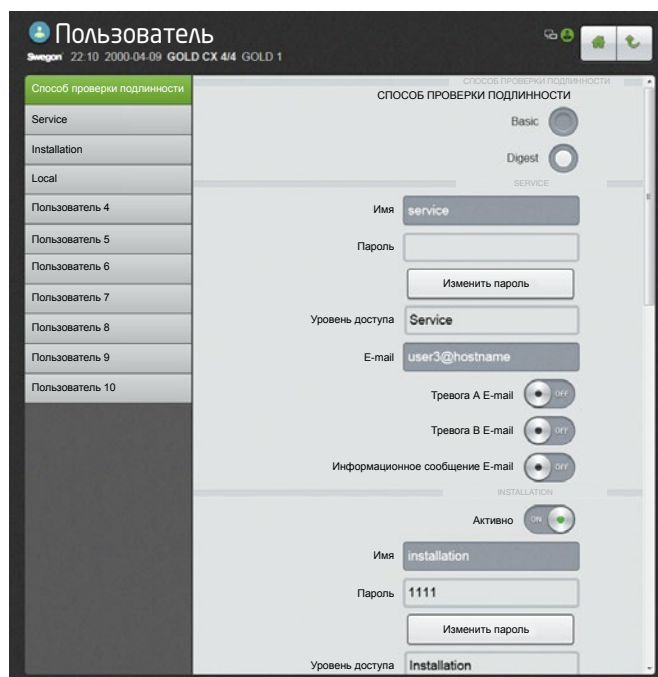 Пользователь
Swegon 22:10 2000-04-09 GOLD CX 4/4 GOLD 1
Способ проверки подлинности
Service
Installation
Local
Пользователь 4
Пользователь 5
Пользователь 6
Пользователь 7
Пользователь 8
Пользователь 9
Пользователь 10
СПОСОБ ПРОВЕРКИ ПОДЛИННОСТИ
СПОСОБ ПРОВЕРКИ ПОДЛИННОСТИ
Basic
Digest
SERVICE
Имя service
Пароль
Изменить пароль
Уровень доступа Service
E-mail user3@hostname
Тревога A E-mail OFF
Тревога B E-mail OFF
Информационное сообщение E-mail OFF
INSTALLATION
Активно ON
Имя installation
Пароль 1111
Изменить пароль
Уровень доступа Installation